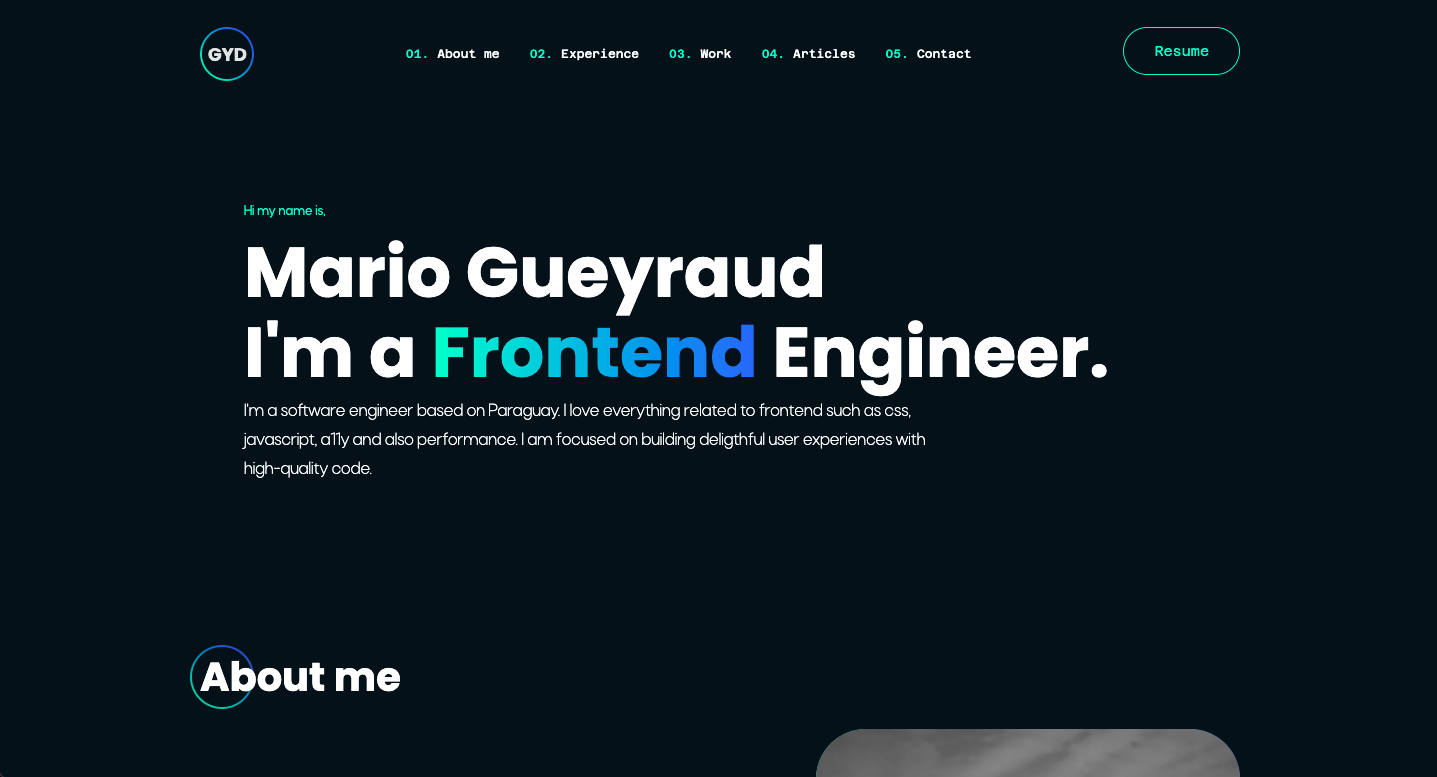 GYD
01. About me 02. Experience 03. Work 04. Articles 05. Contact
Resume
Hi my name is,
Mario Gueyraud
I'm a Frontend Engineer.
I'm a software engineer based on Paraguay. I love everything related to frontend such as css,
javascript, a11y and also performance. I am focused on building deligthful user experiences with
high-quality code.
About me